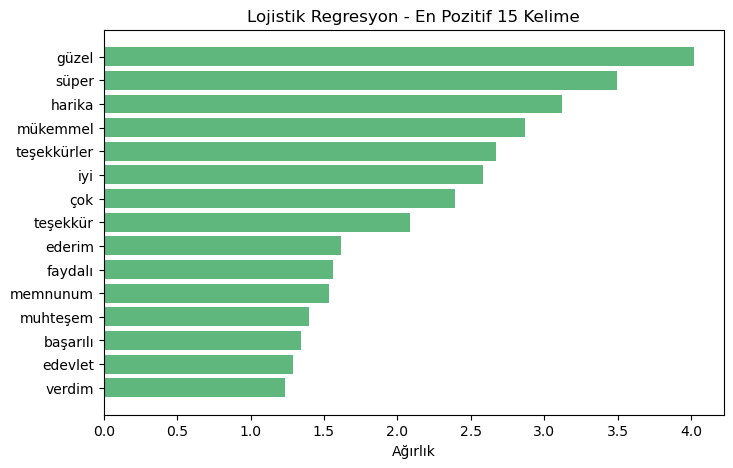 Lojistik Regresyon - En Pozitif 15 Kelime
güzel
süper
harika
mükemmel
teşekkürler
iyi
çok
teşekkür
ederim
faydalı
memnunum
muhteşem
başarılı
edevlet
verdim
0.0 0.5 1.0 1.5 2.0 2.5 3.0 3.5 4.0
Ağırlık